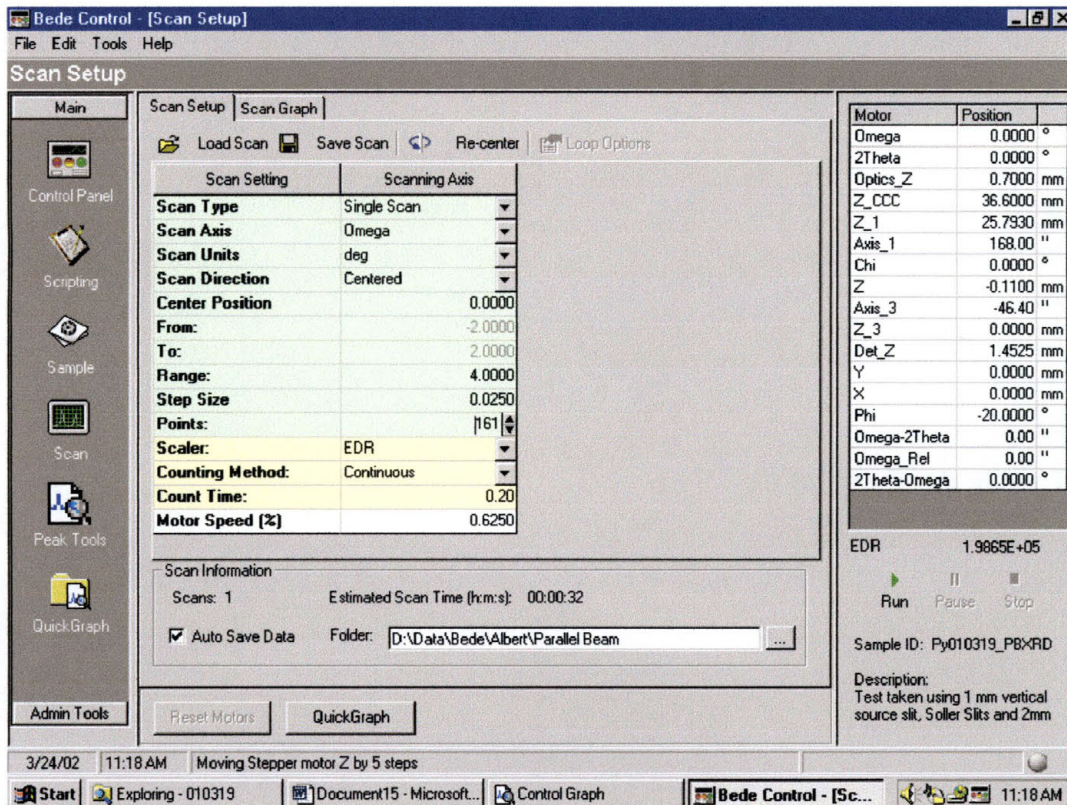 Bede Control - [Scan Setup]
File Edit Tools Help
Scan Setup
Main
Control Panel
Scripting
Sample
Scan
Peak Tools
QuickGraph
Admin Tools
Scan Setup Scan Graph
Load Scan Save Scan Re-center Loop Options
Scan Setting Scanning Axis
Scan Type Single Scan
Scan Axis Omega
Scan Units deg
Scan Direction Centered
Center Position 0.0000
From: -2.0000
To: 2.0000
Range: 4.0000
Step Size 0.0250
Points: 161
Scaler: EDR
Counting Method: Continuous
Count Time: 0.20
Motor Speed (%) 0.6250
Scan Information
Scans: 1 Estimated Scan Time (h:m:s): 00:00:32
Auto Save Data Folder: D:\Data\Bede\Albert\Parallel Beam ...
Reset Motors QuickGraph
Motor Position
Omega 0.0000 °
2Theta 0.0000 °
Optics_Z 0.7000 mm
Z_CCC 36.6000 mm
Z_1 25.7930 mm
Axis_1 168.00 "
Chi 0.0000 °
Z -0.1100 mm
Axis_3 -46.40 "
Z_3 0.0000 mm
Det_Z 1.4525 mm
Y 0.0000 mm
X 0.0000 mm
Phi -20.0000 °
Omega-2Theta 0.00 "
Omega_Rel 0.00 "
2Theta-Omega 0.0000 °
EDR 1.9865E+05
Run Pause Stop
Sample ID: Py010319_PBXRD
Description:
Test taken using 1 mm vertical
source slit, Soller Slits and 2mm
3/24/02 11:18 AM Moving Stepper motor Z by 5 steps
Start Exploring - 010319 Document15 - Microsoft... Control Graph Bede Control - [Sc... 11:18 AM